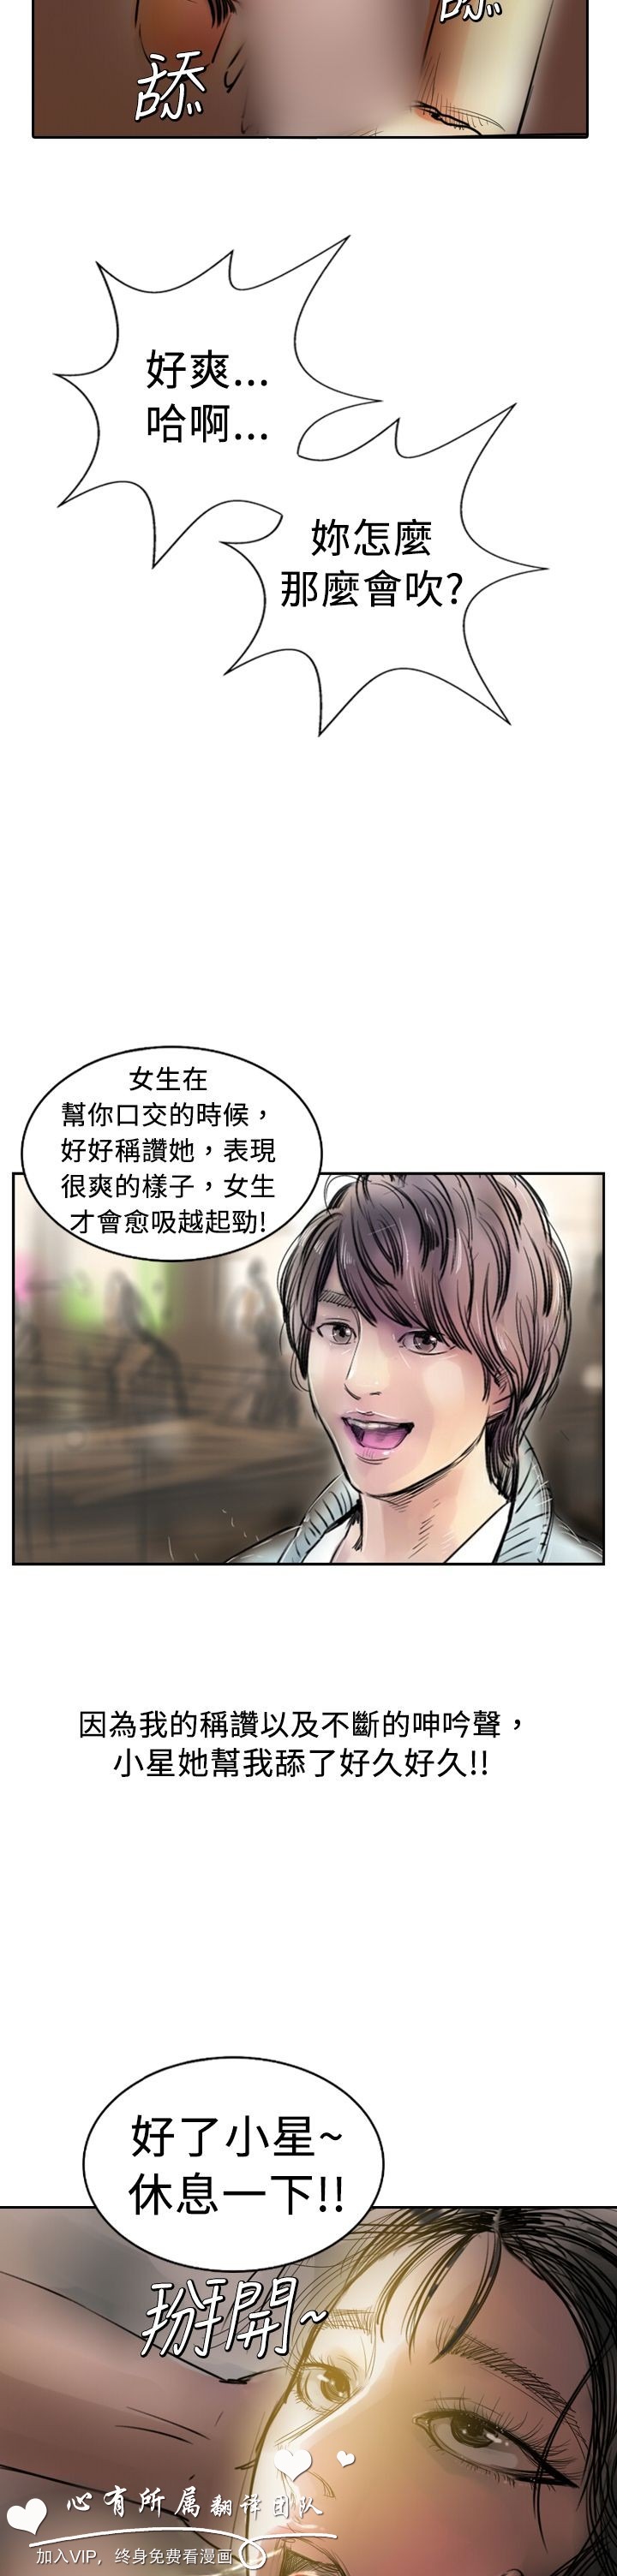 舔
舔
好爽...
哈啊...
妳怎麼
那麼會吹?
女生在
幫你口交的時候，
好好稱讚她，表現
很爽的樣子，女生
才會愈吸越起勁!
因為我的稱讚以及不斷的呻吟聲，
小星她幫我舔了好久好久!!
好了小星~
休息一下!!
掰開~
心有所属翻译团队
加入VIP，终身免费看漫画